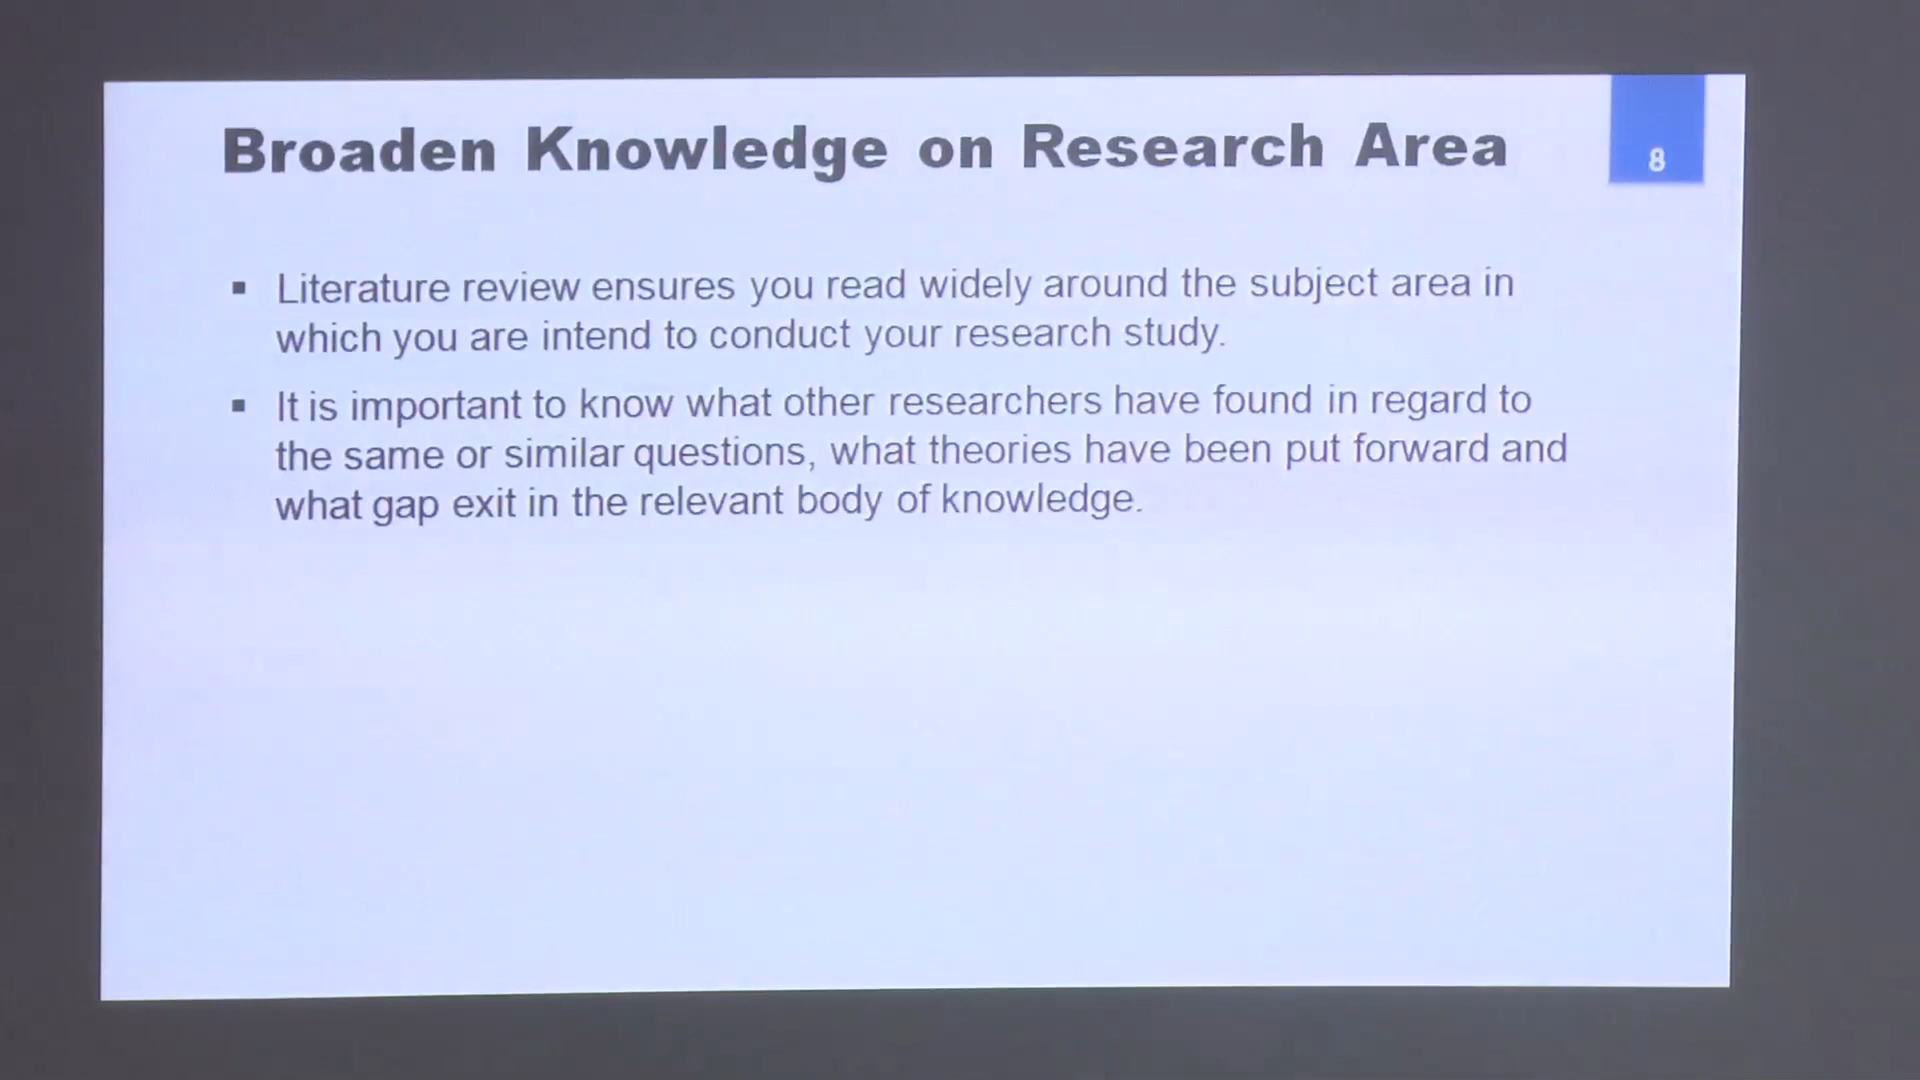 Broaden Knowledge on Research Area
8
▪ Literature review ensures you read widely around the subject area in
which you are intend to conduct your research study.
▪ It is important to know what other researchers have found in regard to
the same or similar questions, what theories have been put forward and
what gap exit in the relevant body of knowledge.